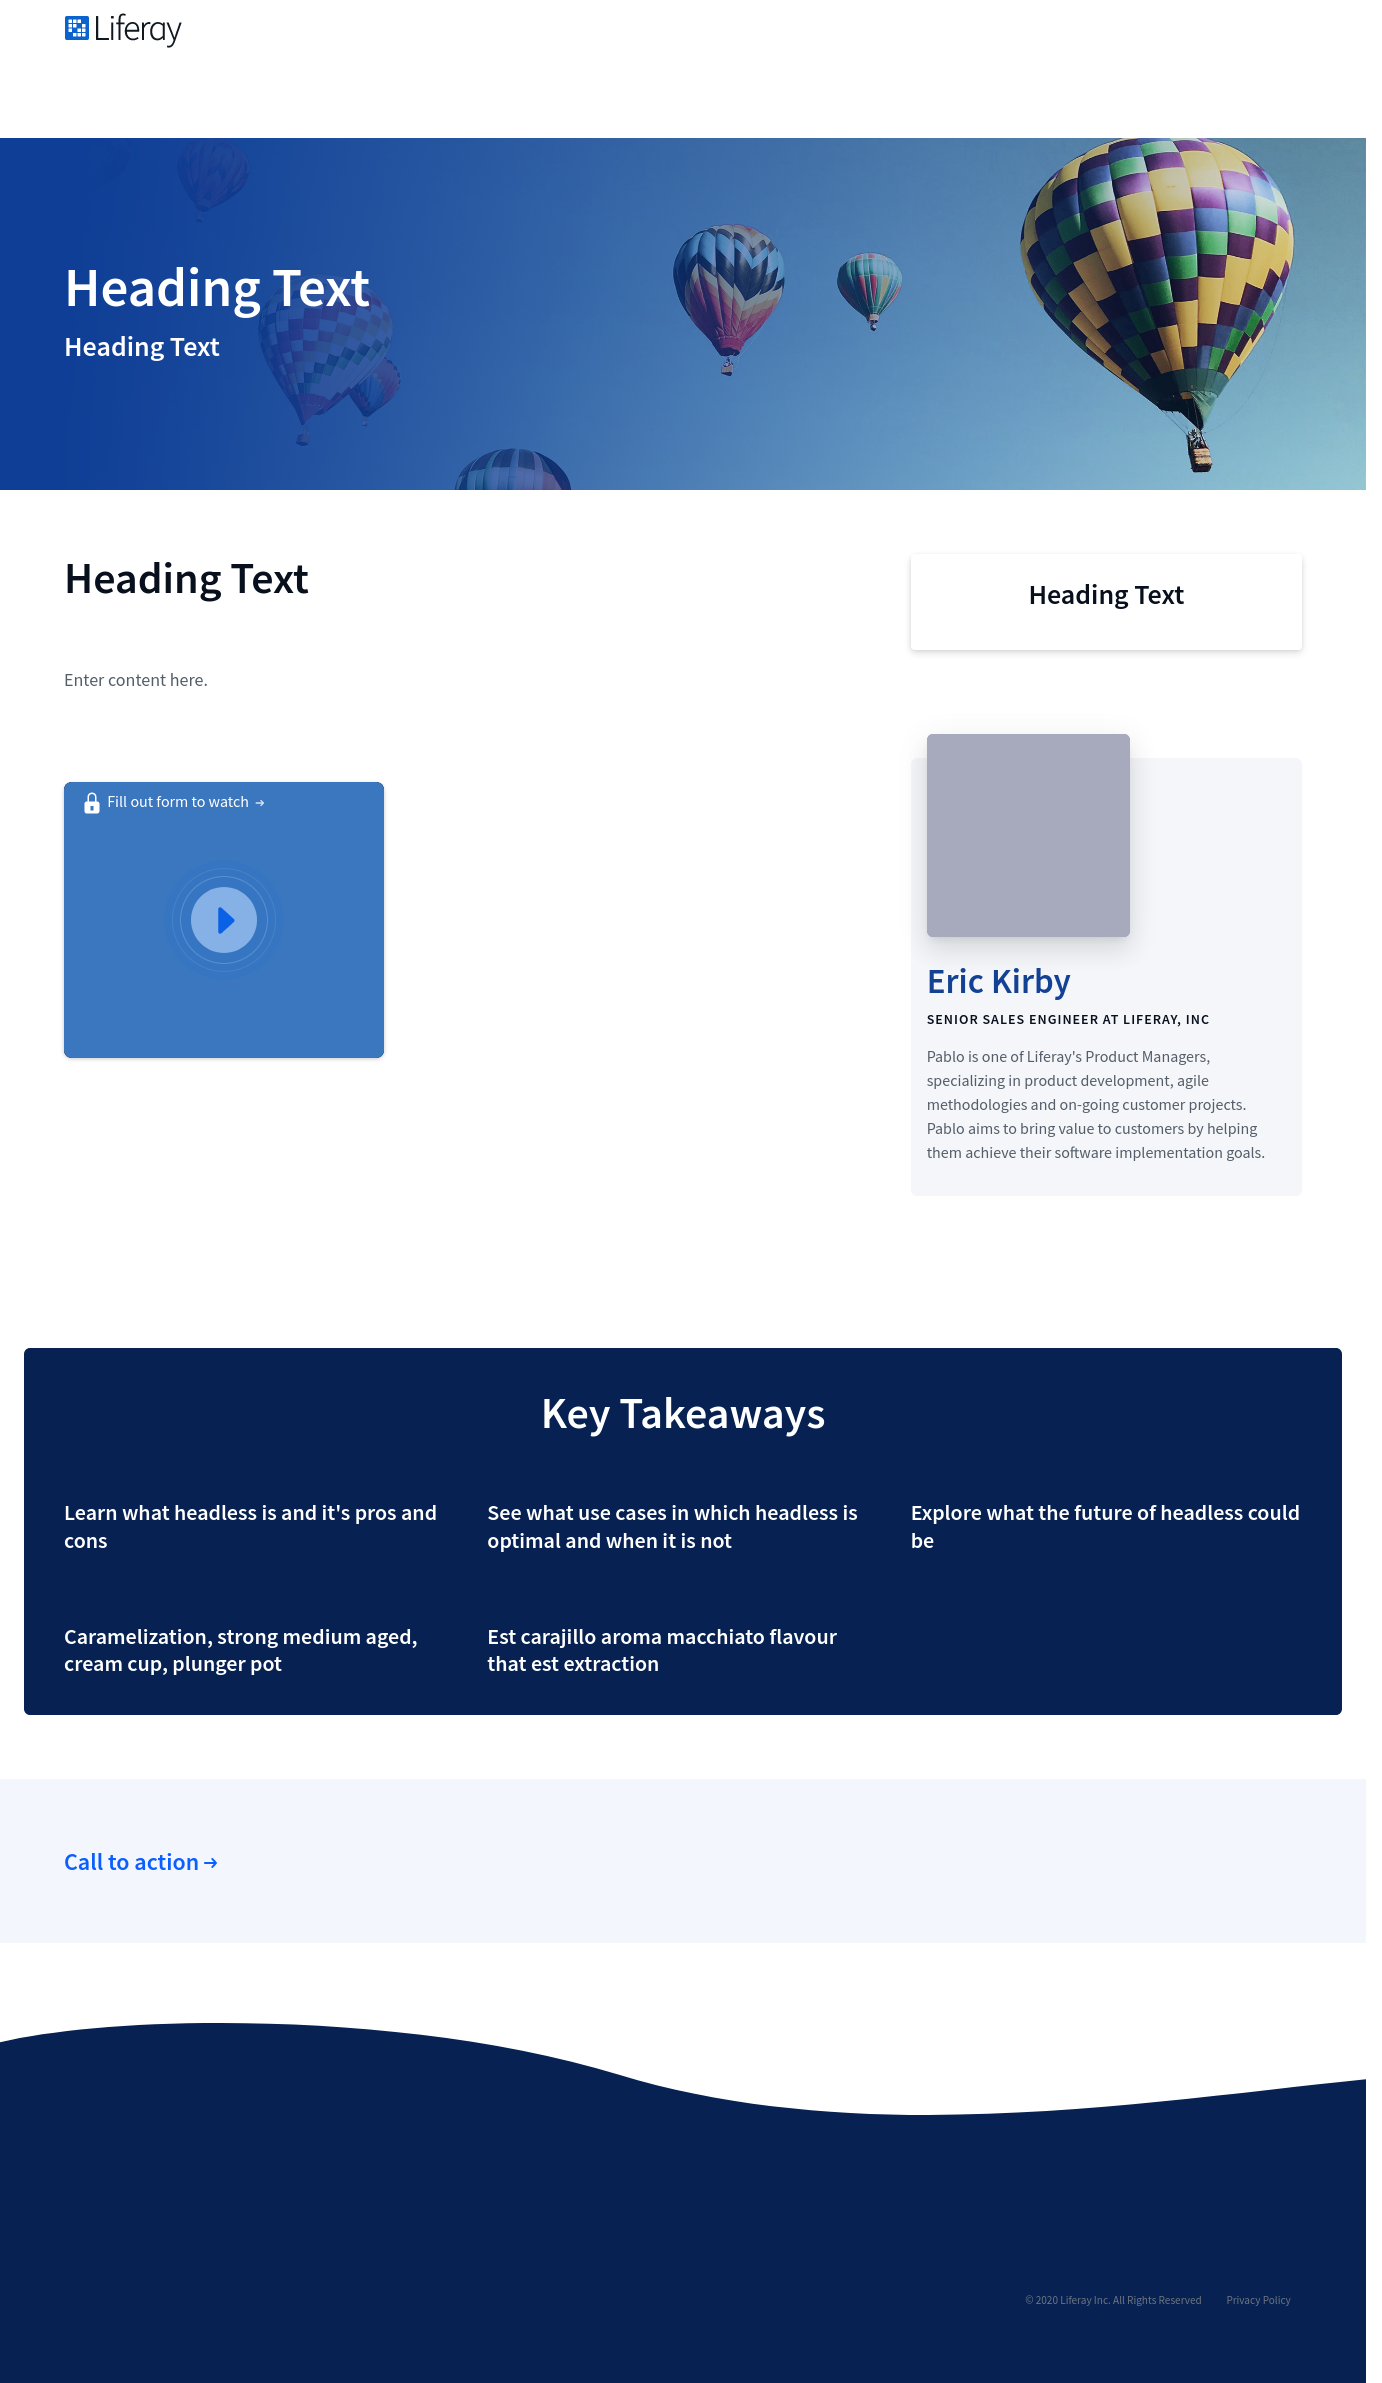 Liferay
Heading Text
Heading Text
Heading Text
Enter content here.
Fill out form to watch →
Heading Text
Eric Kirby
SENIOR SALES ENGINEER AT LIFERAY, INC
Pablo is one of Liferay's Product Managers,
specializing in product development, agile
methodologies and on-going customer projects.
Pablo aims to bring value to customers by helping
them achieve their software implementation goals.
Key Takeaways
Learn what headless is and it's pros and
cons
See what use cases in which headless is
optimal and when it is not
Explore what the future of headless could
be
Caramelization, strong medium aged,
cream cup, plunger pot
Est carajillo aroma macchiato flavour
that est extraction
Call to action →
© 2020 Liferay Inc. All Rights Reserved
Privacy Policy